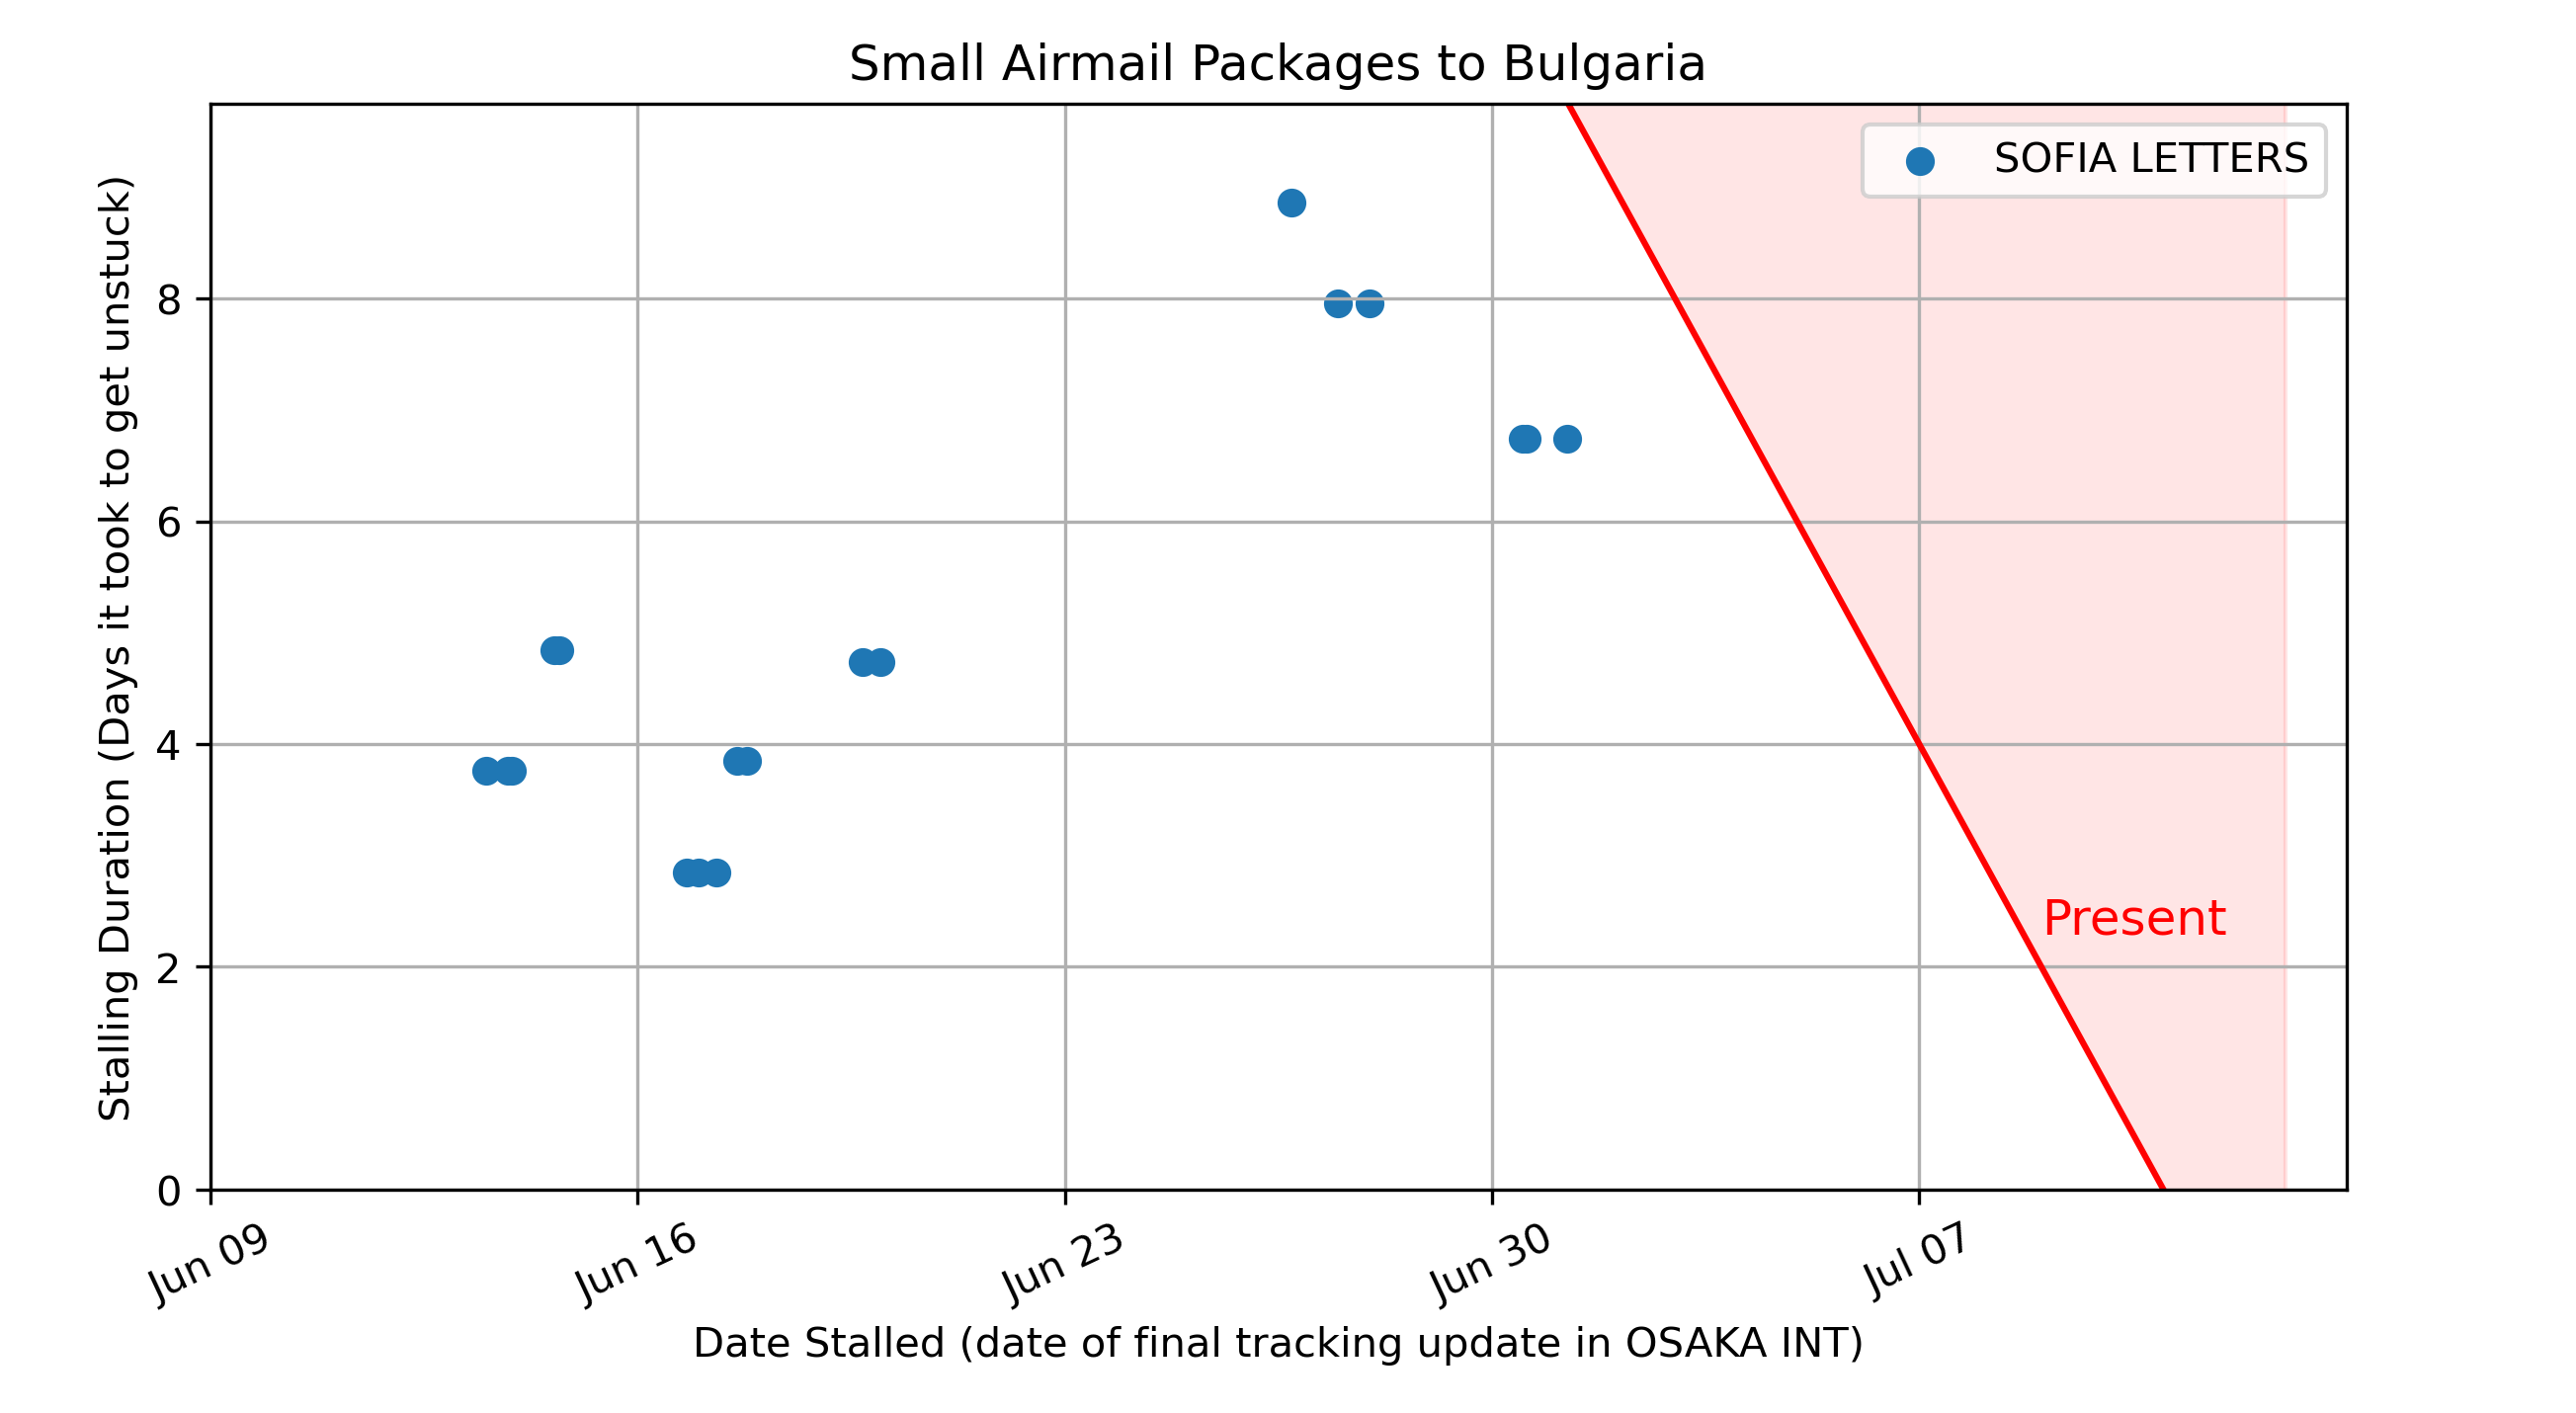 Small Airmail Packages to Bulgaria
SOFIA LETTERS
Stalling Duration (Days it took to get unstuck)
8
6
4
2
0
Present
Jun 09
Jun 16
Jun 23
Jun 30
Jul 07
Date Stalled (date of final tracking update in OSAKA INT)